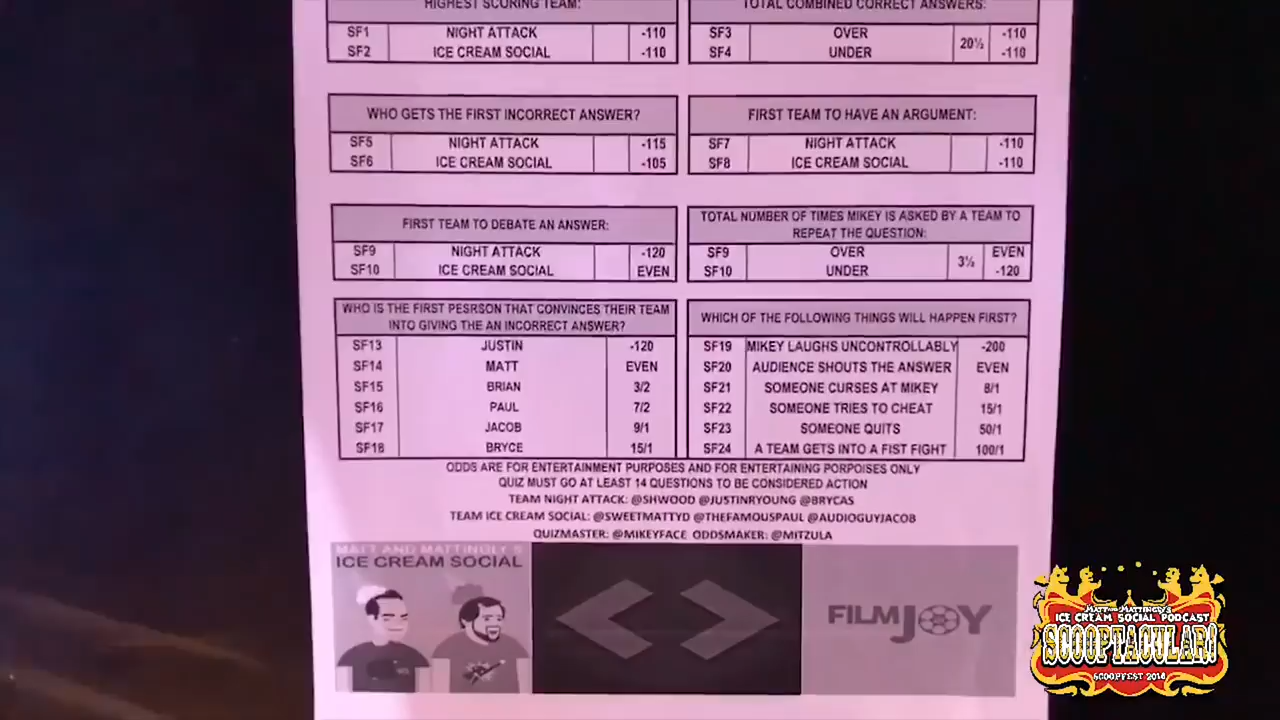 HIGHEST SCORING TEAM:
SF1 NIGHT ATTACK -110
SF2 ICE CREAM SOCIAL -110
TOTAL COMBINED CORRECT ANSWERS:
SF3 OVER 20½ -110
SF4 UNDER -110
WHO GETS THE FIRST INCORRECT ANSWER?
SF5 NIGHT ATTACK -115
SF6 ICE CREAM SOCIAL -105
FIRST TEAM TO HAVE AN ARGUMENT:
SF7 NIGHT ATTACK -110
SF8 ICE CREAM SOCIAL -110
FIRST TEAM TO DEBATE AN ANSWER:
SF9 NIGHT ATTACK -120
SF10 ICE CREAM SOCIAL EVEN
TOTAL NUMBER OF TIMES MIKEY IS ASKED BY A TEAM TO
REPEAT THE QUESTION:
SF9 OVER 3½ EVEN
SF10 UNDER -120
WHO IS THE FIRST PESRSON THAT CONVINCES THEIR TEAM
INTO GIVING THE AN INCORRECT ANSWER?
SF13 JUSTIN -120
SF14 MATT EVEN
SF15 BRIAN 3/2
SF16 PAUL 7/2
SF17 JACOB 9/1
SF18 BRYCE 15/1
WHICH OF THE FOLLOWING THINGS WILL HAPPEN FIRST?
SF19 MIKEY LAUGHS UNCONTROLLABLY -200
SF20 AUDIENCE SHOUTS THE ANSWER EVEN
SF21 SOMEONE CURSES AT MIKEY 8/1
SF22 SOMEONE TRIES TO CHEAT 15/1
SF23 SOMEONE QUITS 50/1
SF24 A TEAM GETS INTO A FIST FIGHT 100/1
ODDS ARE FOR ENTERTAINMENT PURPOSES AND FOR ENTERTAINING PORPOISES ONLY
QUIZ MUST GO AT LEAST 14 QUESTIONS TO BE CONSIDERED ACTION
TEAM NIGHT ATTACK: @SHWOOD @JUSTINRYOUNG @BRYCAS
TEAM ICE CREAM SOCIAL: @SWEETMATTYD @THEFAMOUSPAUL @AUDIOGUYJACOB
QUIZMASTER: @MIKEYFACE ODDSMAKER: @MITZULA
MATT AND MATTINGLY'S
ICE CREAM SOCIAL
FILMJOY
MATT AND MATTINGLY'S
ICE CREAM SOCIAL PODCAST
SCOOPTACULAR!
SCOOPFEST 2018